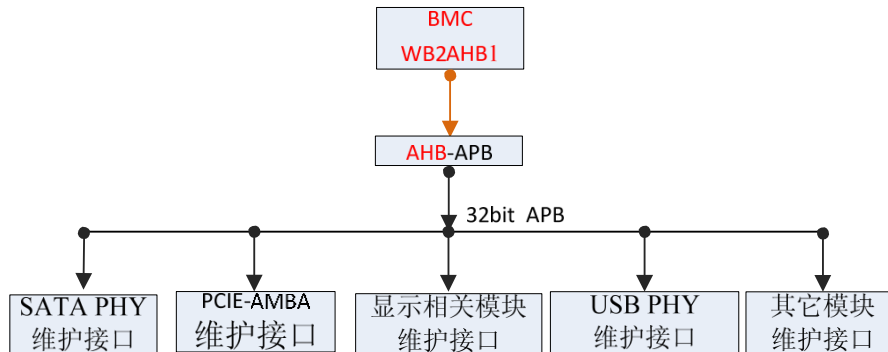 BMC
WB2AHB1
AHB-APB
32bit APB
SATA PHY
维护接口
PCIE-AMBA
维护接口
显示相关模块
维护接口
USB PHY
维护接口
其它模块
维护接口